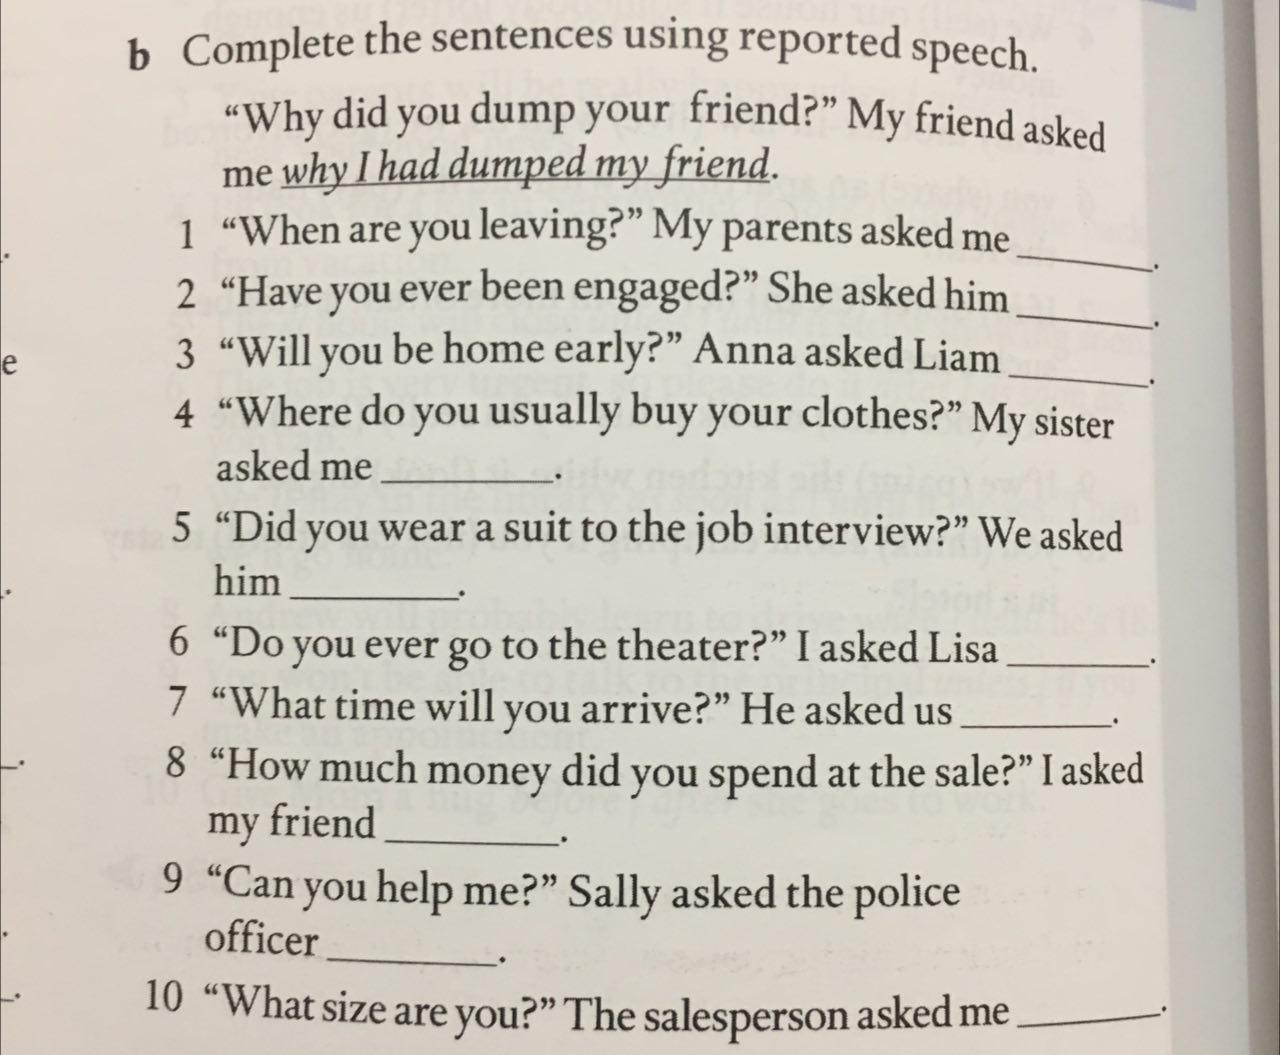 b Complete the sentences using reported speech.
“Why did you dump your friend?” My friend asked
me why I had dumped my friend.
1 “When are you leaving?” My parents asked me ________.
2 “Have you ever been engaged?” She asked him ________.
3 “Will you be home early?” Anna asked Liam ________.
4 “Where do you usually buy your clothes?” My sister
asked me ________.
5 “Did you wear a suit to the job interview?” We asked
him ________.
6 “Do you ever go to the theater?” I asked Lisa ________.
7 “What time will you arrive?” He asked us ________.
8 “How much money did you spend at the sale?” I asked
my friend ________.
9 “Can you help me?” Sally asked the police
officer ________.
10 “What size are you?” The salesperson asked me ________.